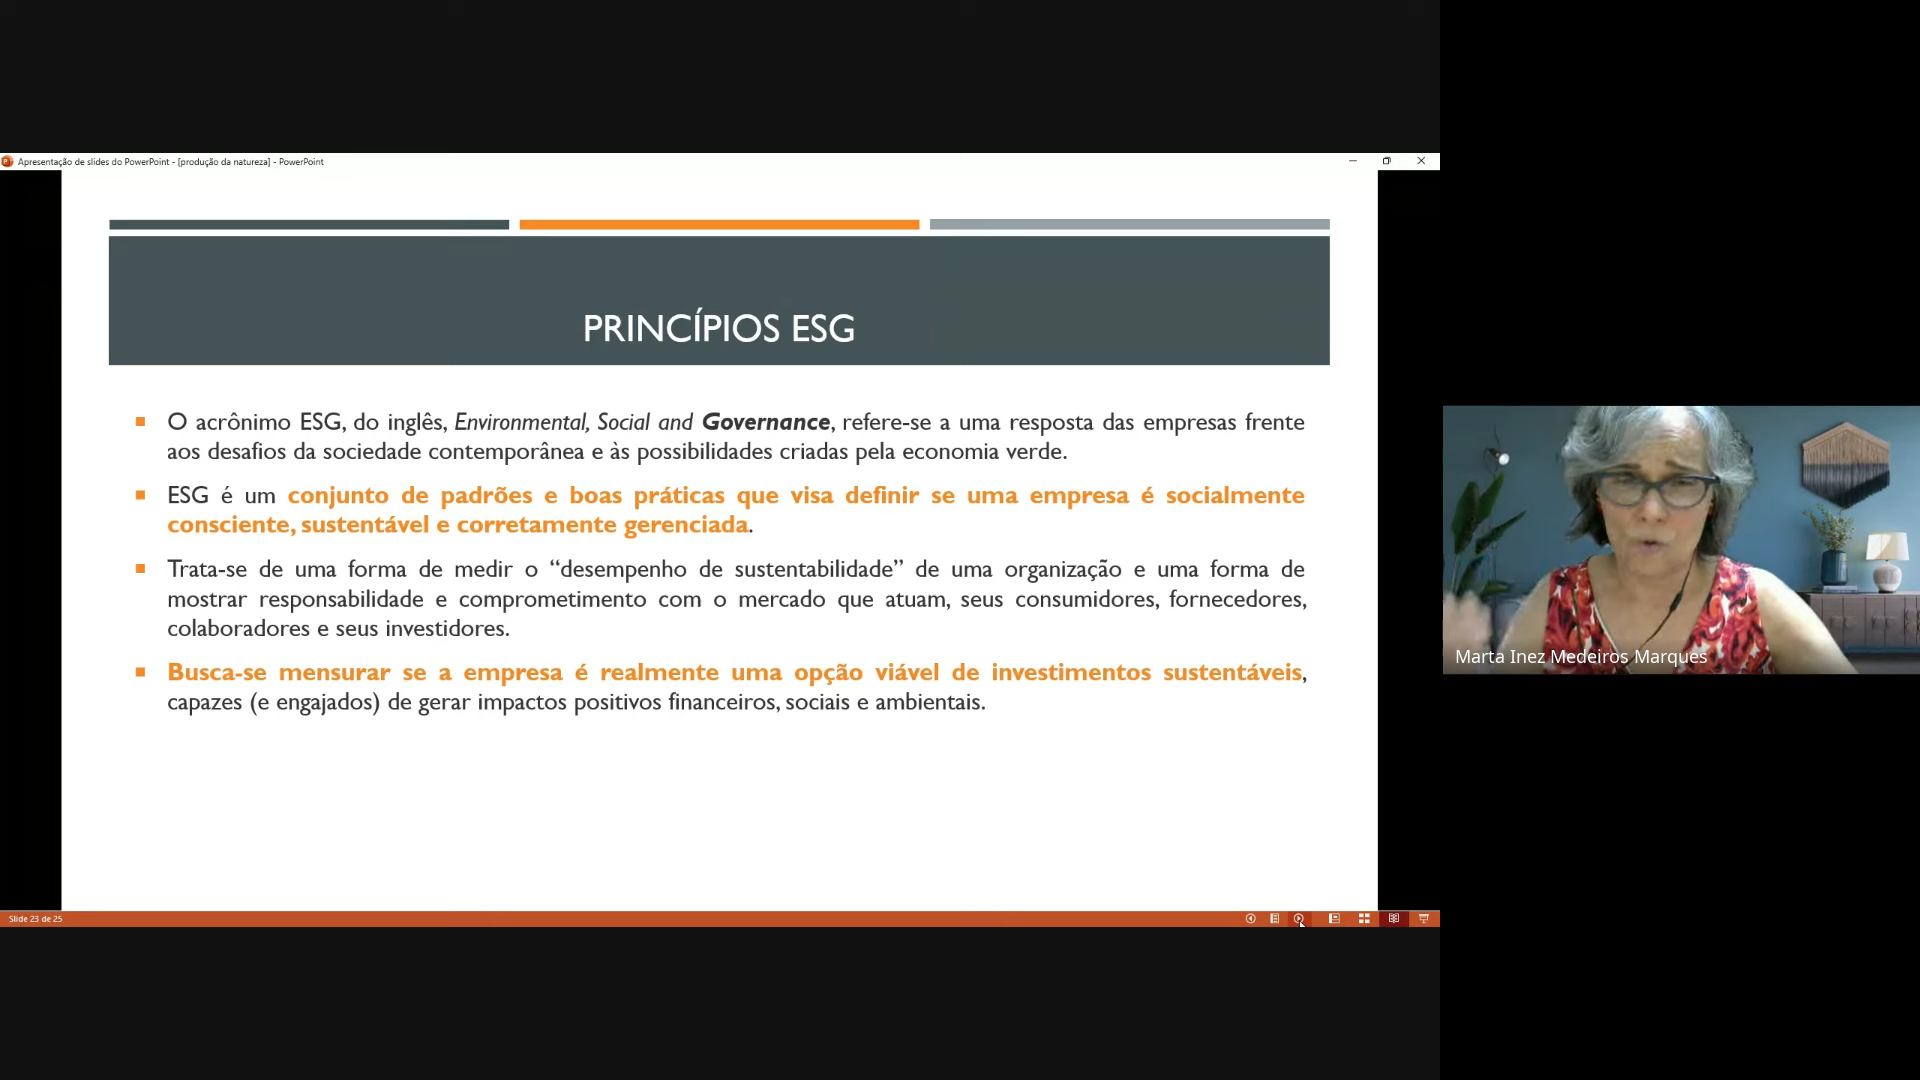 Apresentação de slides do PowerPoint - [produção da natureza] - PowerPoint
PRINCÍPIOS ESG
O acrônimo ESG, do inglês, Environmental, Social and Governance, refere-se a uma resposta das empresas frente
aos desafios da sociedade contemporânea e às possibilidades criadas pela economia verde.
ESG é um conjunto de padrões e boas práticas que visa definir se uma empresa é socialmente
consciente, sustentável e corretamente gerenciada.
Trata-se de uma forma de medir o “desempenho de sustentabilidade” de uma organização e uma forma de
mostrar responsabilidade e comprometimento com o mercado que atuam, seus consumidores, fornecedores,
colaboradores e seus investidores.
Busca-se mensurar se a empresa é realmente uma opção viável de investimentos sustentáveis,
capazes (e engajados) de gerar impactos positivos financeiros, sociais e ambientais.
Marta Inez Medeiros Marques
Slide 23 de 25